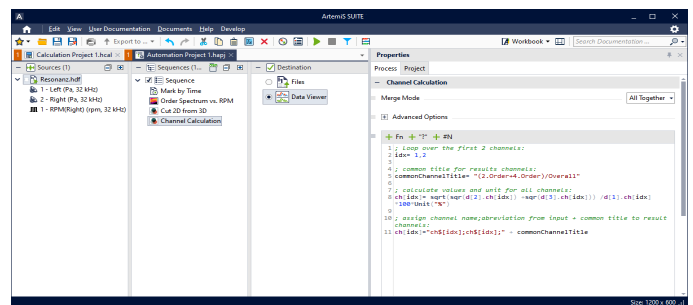 ArtemiS SUITE
Edit View User Documentation Documents Help Develop
Export to ...
Workbook
Search Documentation ...
1 Calculation Project 1.hcal
1 Automation Project 1.hapj
Properties
Sources (1)
Sequences (1...
Destination
Process Project
Resonanz.hdf
1 - Left (Pa, 32 kHz)
2 - Right (Pa, 32 kHz)
1 - RPM(Right) (rpm, 32 kHz)
Sequence
Mark by Time
Order Spectrum vs. RPM
Cut 2D from 3D
Channel Calculation
Files
Data Viewer
Channel Calculation
Merge Mode
All Together
Advanced Options
+ Fn + "?" + #N
1 ; Loop over the first 2 channels:
2 idx= 1,2
3
4 ; common title for results channels:
5 commonChannelTitle= "(2.Order+4.Order)/Overall"
6
7 ; calculate values and unit for all channels:
8 ch[idx]= sqrt(sqr(d[2].ch[idx]) +sqr(d[3].ch[idx])) /d[1].ch[idx]
*100*Unit("%")
9
10 ; assign channel name;abreviation from input + common title to result
channels:
11 ch[idx]="ch$[idx];ch$[idx];" + commonChannelTitle
Size: 1200 x 600